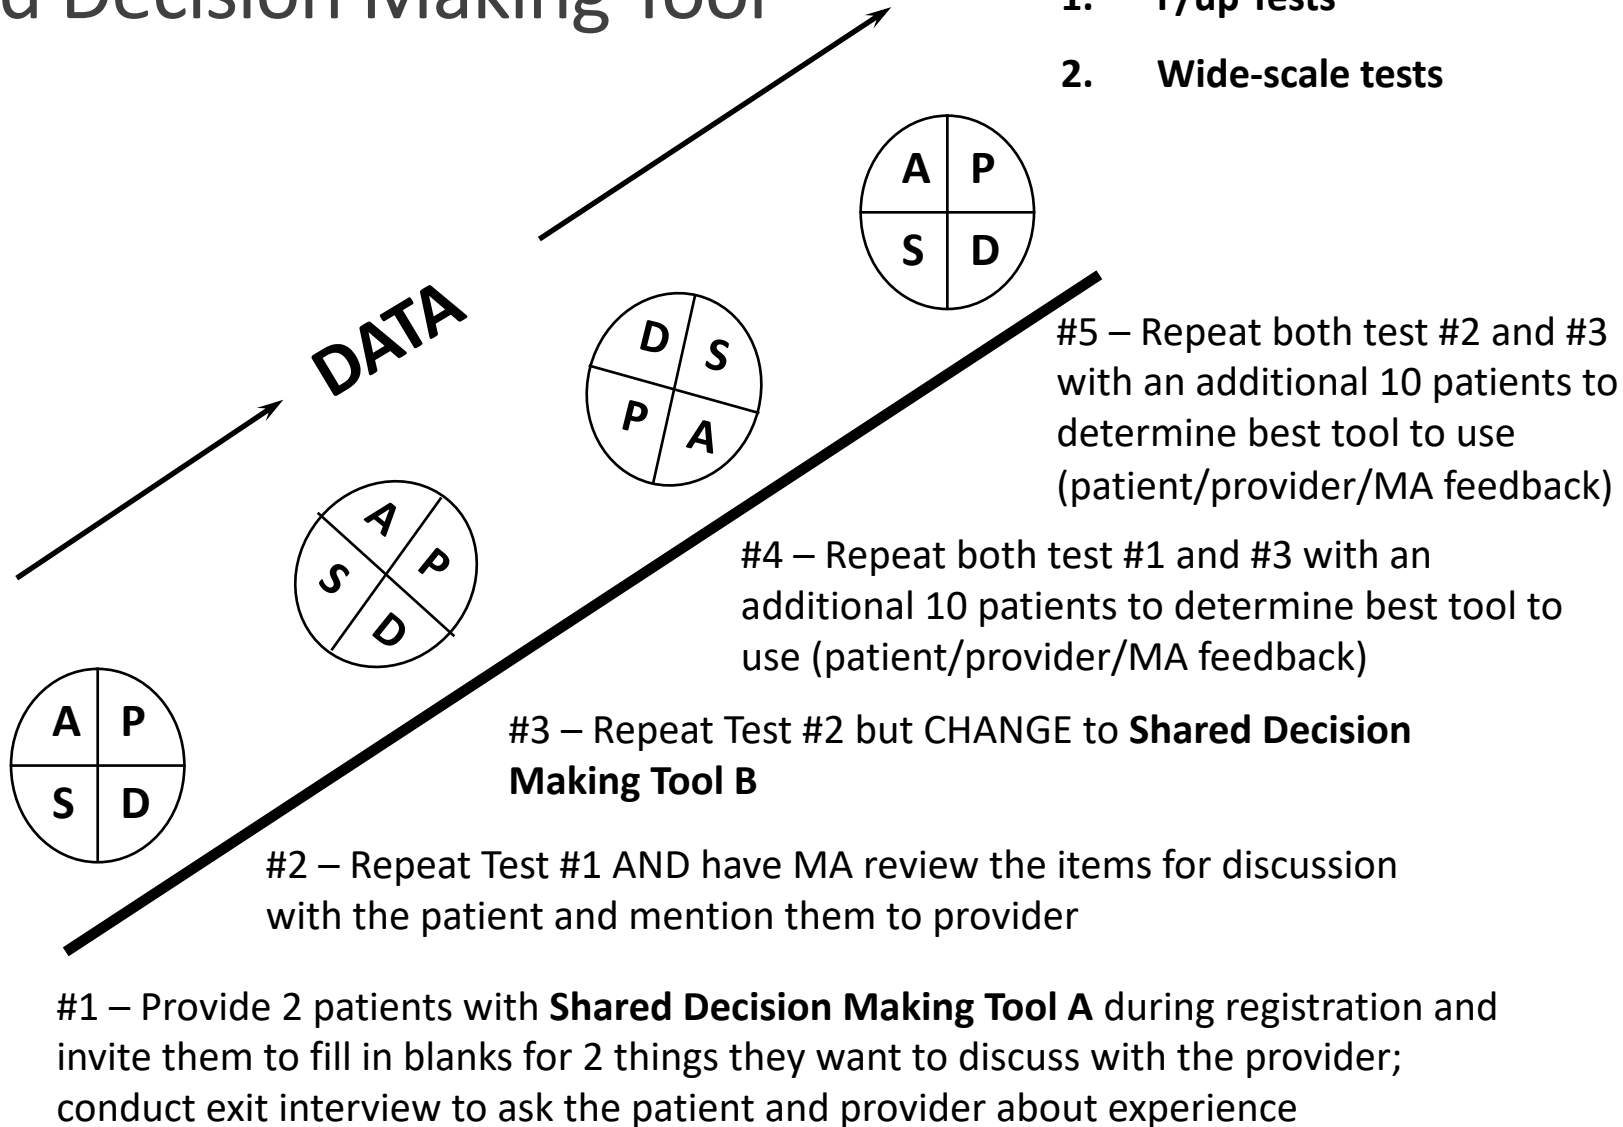 d Decision Making Tool
1. F/up Tests
2. Wide-scale tests
A P
S D
DATA
D S
P A
A P
S D
A P
S D
#5 – Repeat both test #2 and #3
with an additional 10 patients to
determine best tool to use
(patient/provider/MA feedback)
#4 – Repeat both test #1 and #3 with an
additional 10 patients to determine best tool to
use (patient/provider/MA feedback)
#3 – Repeat Test #2 but CHANGE to Shared Decision
Making Tool B
#2 – Repeat Test #1 AND have MA review the items for discussion
with the patient and mention them to provider
#1 – Provide 2 patients with Shared Decision Making Tool A during registration and
invite them to fill in blanks for 2 things they want to discuss with the provider;
conduct exit interview to ask the patient and provider about experience